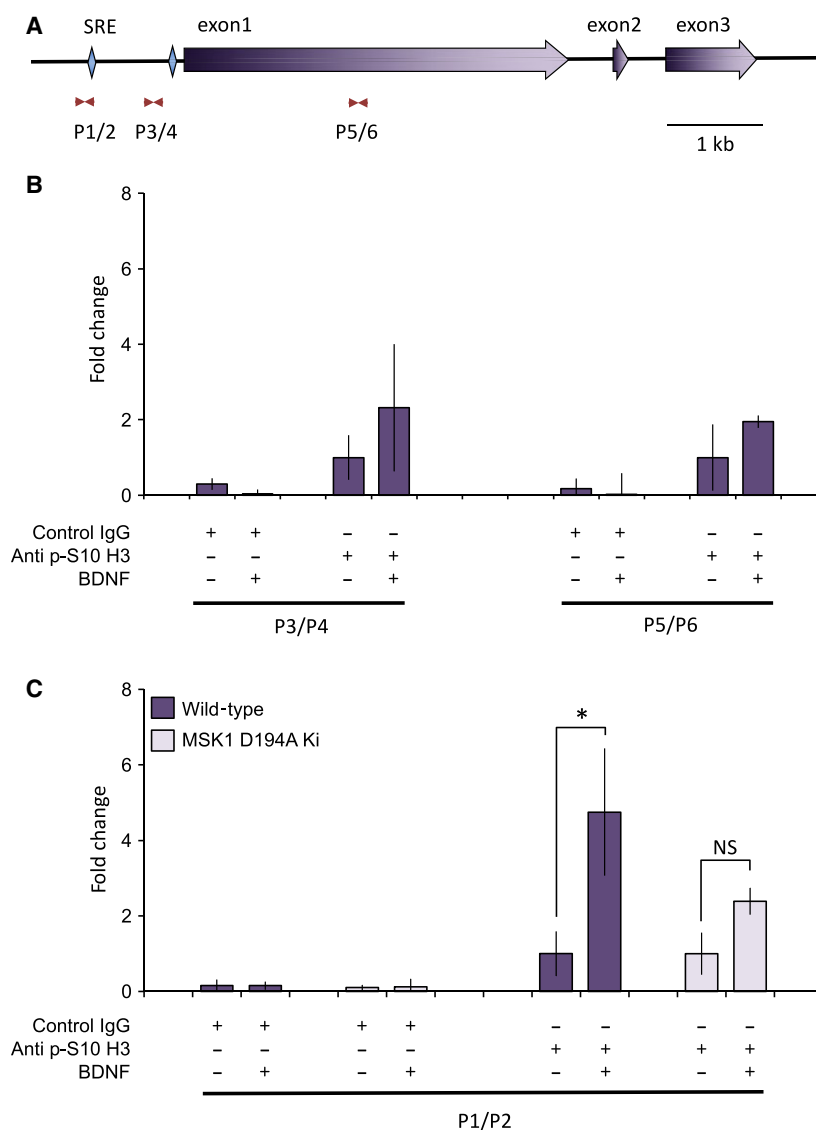 A
SRE exon1 exon2 exon3
P1/2 P3/4 P5/6 1 kb
B
8
6
4
2
0
Fold change
Control IgG + + – – + + – –
Anti p-S10 H3 – – + + – – + +
BDNF – + – + – + – +
P3/P4 P5/P6
C
8
6
4
2
0
Fold change
Wild-type
MSK1 D194A Ki
*
NS
Control IgG + + + + – – – –
Anti p-S10 H3 – – – – + + + +
BDNF – + – + – + – +
P1/P2